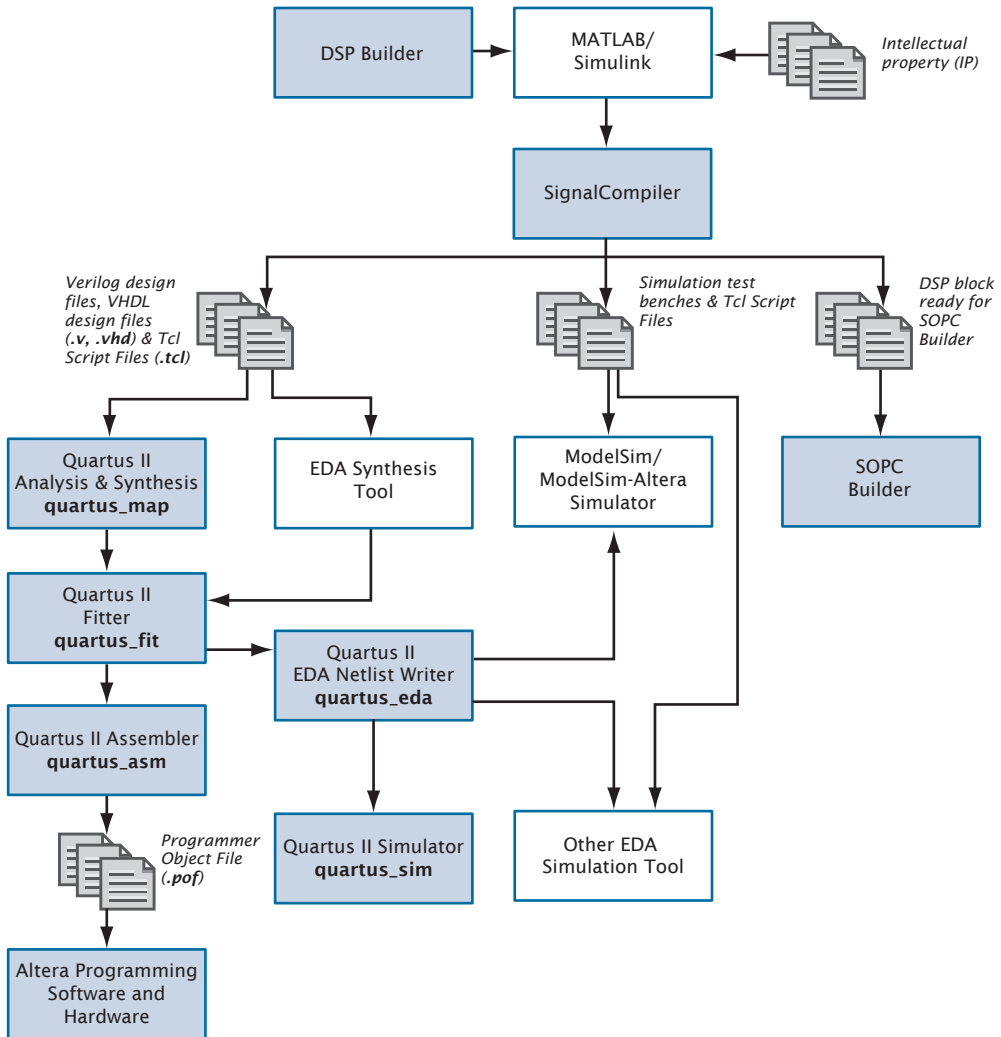 DSP Builder
MATLAB/
Simulink
Intellectual
property (IP)
SignalCompiler
Verilog design
files, VHDL
design files
(.v, .vhd) & Tcl
Script Files (.tcl)
Simulation test
benches & Tcl Script
Files
DSP block
ready for
SOPC
Builder
Quartus II
Analysis & Synthesis
quartus_map
EDA Synthesis
Tool
ModelSim/
ModelSim-Altera
Simulator
SOPC
Builder
Quartus II
Fitter
quartus_fit
Quartus II
EDA Netlist Writer
quartus_eda
Quartus II Assembler
quartus_asm
Programmer
Object File
(.pof)
Quartus II Simulator
quartus_sim
Other EDA
Simulation Tool
Altera Programming
Software and
Hardware